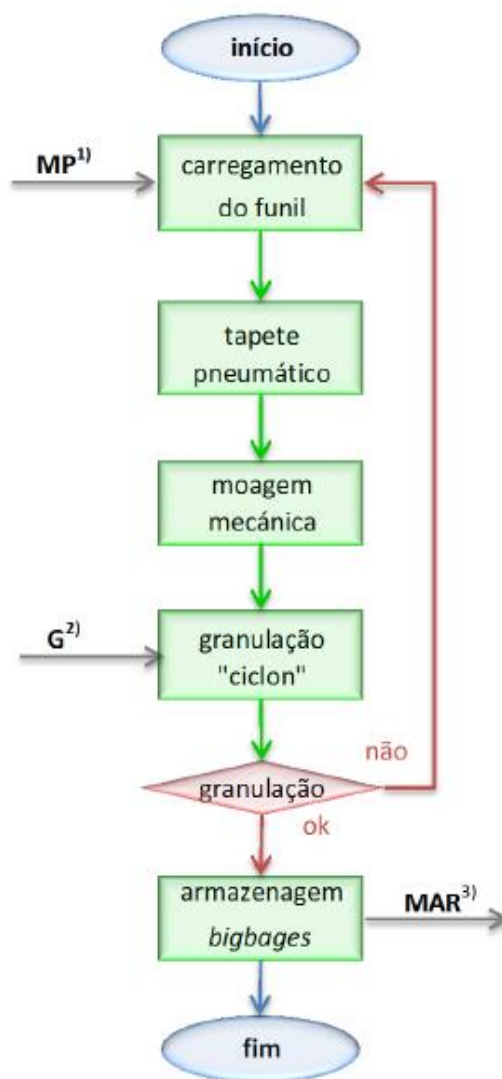 início
MP1)
carregamento
do funil
tapete
pneumático
moagem
mecánica
G2)
granulação
"ciclon"
não
granulação
ok
armazenagem
MAR3)
bigbages
fim